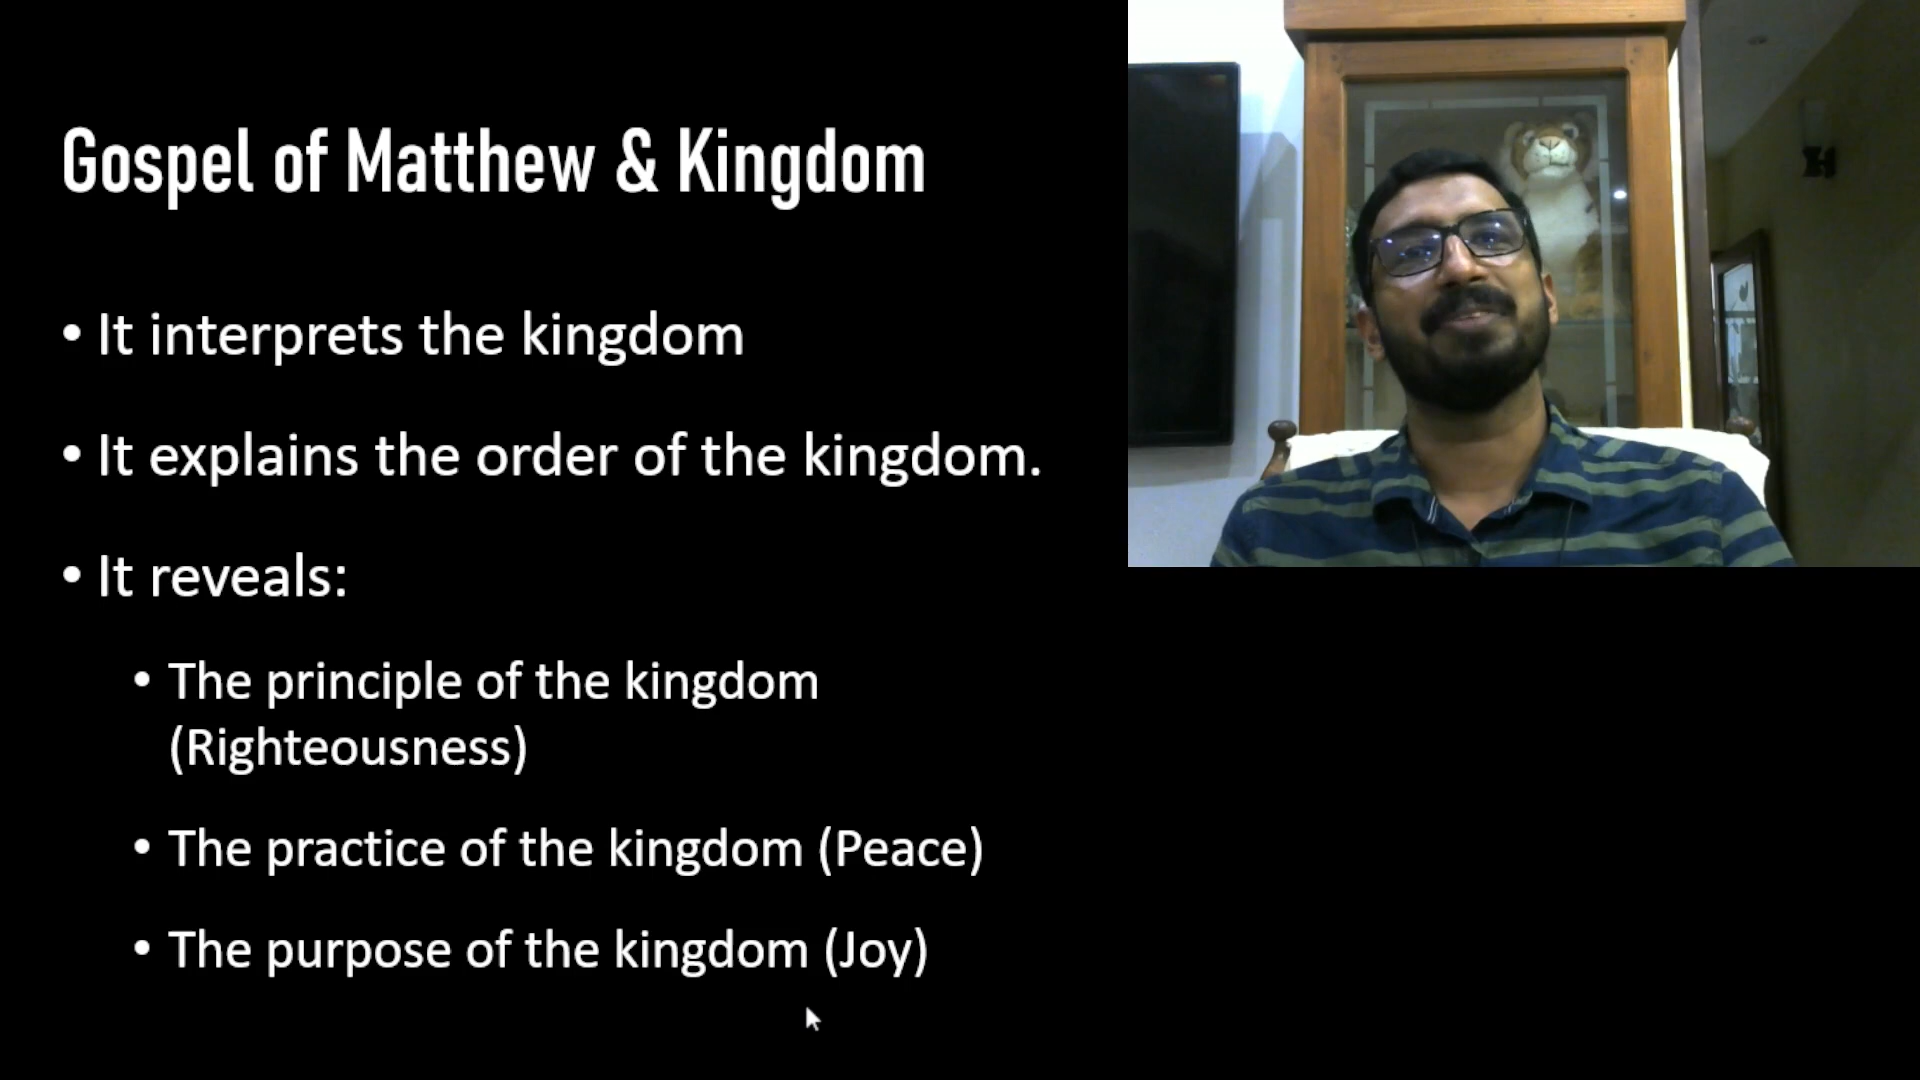 Gospel of Matthew & Kingdom
• It interprets the kingdom
• It explains the order of the kingdom.
• It reveals:
• The principle of the kingdom
(Righteousness)
• The practice of the kingdom (Peace)
• The purpose of the kingdom (Joy)